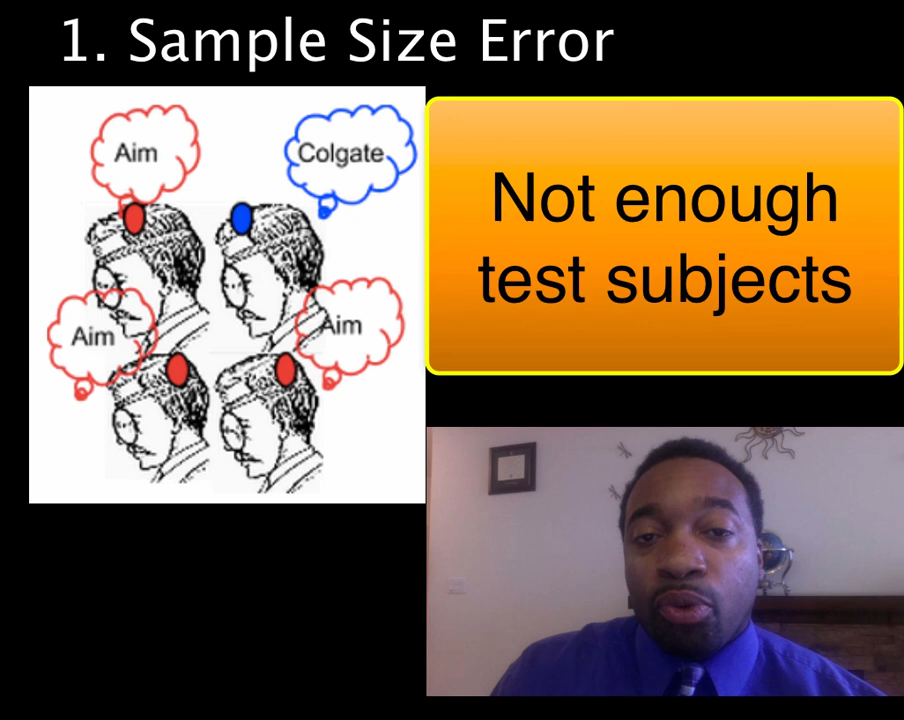 1. Sample Size Error
Aim
Colgate
Aim
Aim
Not enough
test subjects